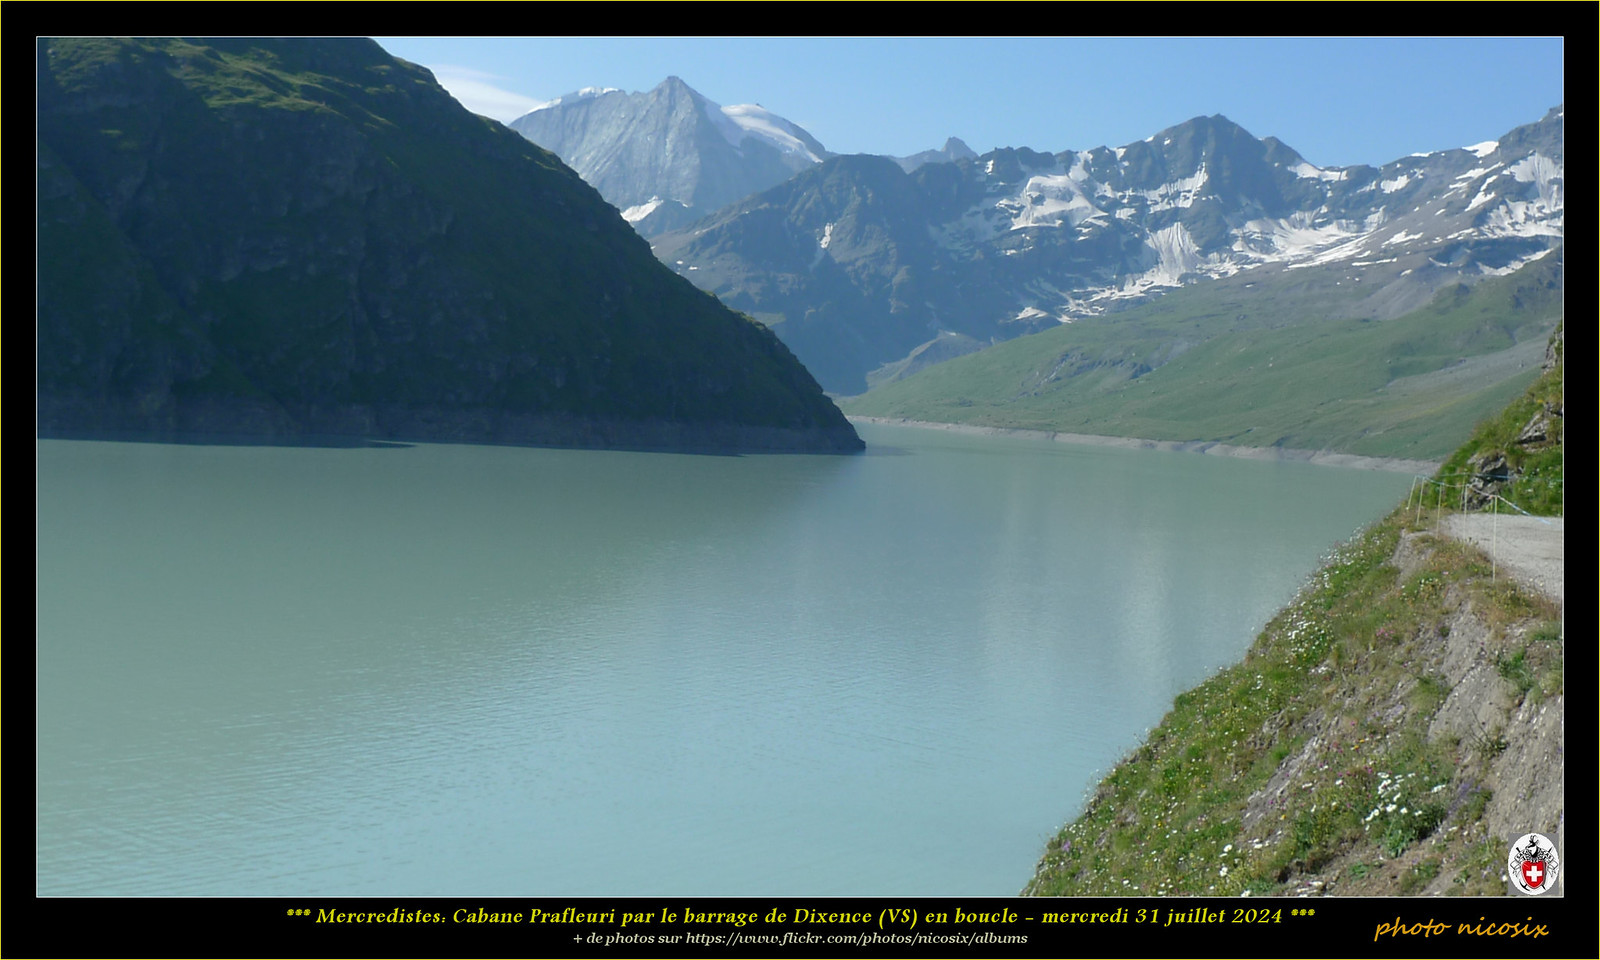 *** Mercredistes: Cabane Prafleuri par le barrage de Dixence (VS) en boucle - mercredi 31 juillet 2024 ***
+ de photos sur https://www.flickr.com/photos/nicosix/albums
photo nicosix